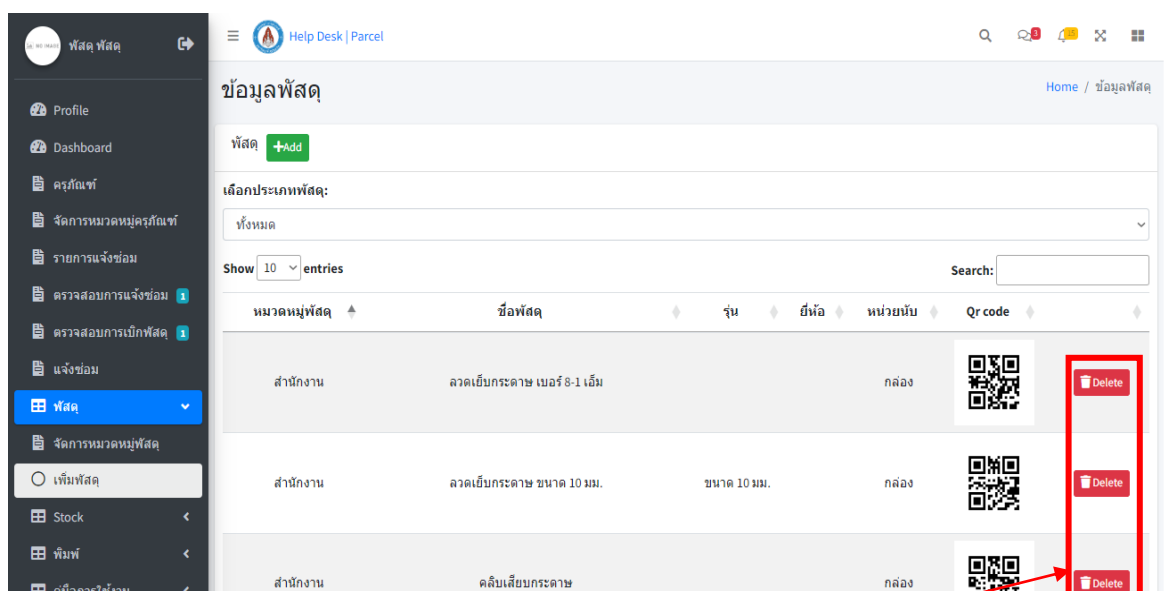 พัสดุ พัสดุ
Help Desk | Parcel
3
15
ข้อมูลพัสดุ
Home / ข้อมูลพัสดุ
Profile
Dashboard
ครุภัณฑ์
จัดการหมวดหมู่ครุภัณฑ์
รายการแจ้งซ่อม
ตรวจสอบการแจ้งซ่อม 1
ตรวจสอบการเบิกพัสดุ 1
แจ้งซ่อม
พัสดุ
จัดการหมวดหมู่พัสดุ
เพิ่มพัสดุ
Stock
พิมพ์
คู่มือการใช้งาน
พัสดุ +Add
เลือกประเภทพัสดุ:
ทั้งหมด
Show 10 entries
Search:
หมวดหมู่พัสดุ ชื่อพัสดุ รุ่น ยี่ห้อ หน่วยนับ Qr code
สำนักงาน ลวดเย็บกระดาษ เบอร์ 8-1 เอ็ม กล่อง Delete
สำนักงาน ลวดเย็บกระดาษ ขนาด 10 มม. ขนาด 10 มม. กล่อง Delete
สำนักงาน คลิบเสียบกระดาษ กล่อง Delete